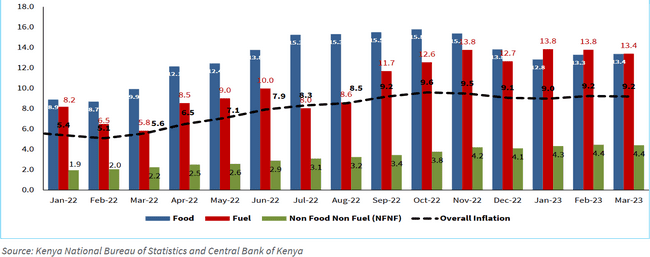 18.0
16.0
14.0
12.0
10.0
8.0
6.0
4.0
2.0
0.0
8.9 8.7 9.9 12.4 13.8 15.3 15.3 15.5 13.8 12.8 13.3 13.4
8.2 6.5 5.8 8.5 9.0 10.0 8.0 8.6 11.7 12.6 13.8 12.7 13.8 13.8 13.4
5.4 5.1 5.6 6.5 7.1 7.9 8.3 8.5 9.2 9.6 9.5 9.1 9.0 9.2 9.2
1.9 2.0 2.2 2.5 2.6 2.9 3.1 3.2 3.4 3.8 4.2 4.1 4.3 4.4 4.4
Jan-22 Feb-22 Mar-22 Apr-22 May-22 Jun-22 Jul-22 Aug-22 Sep-22 Oct-22 Nov-22 Dec-22 Jan-23 Feb-23 Mar-23
Food Fuel Non Food Non Fuel (NFNF) Overall Inflation
Source: Kenya National Bureau of Statistics and Central Bank of Kenya